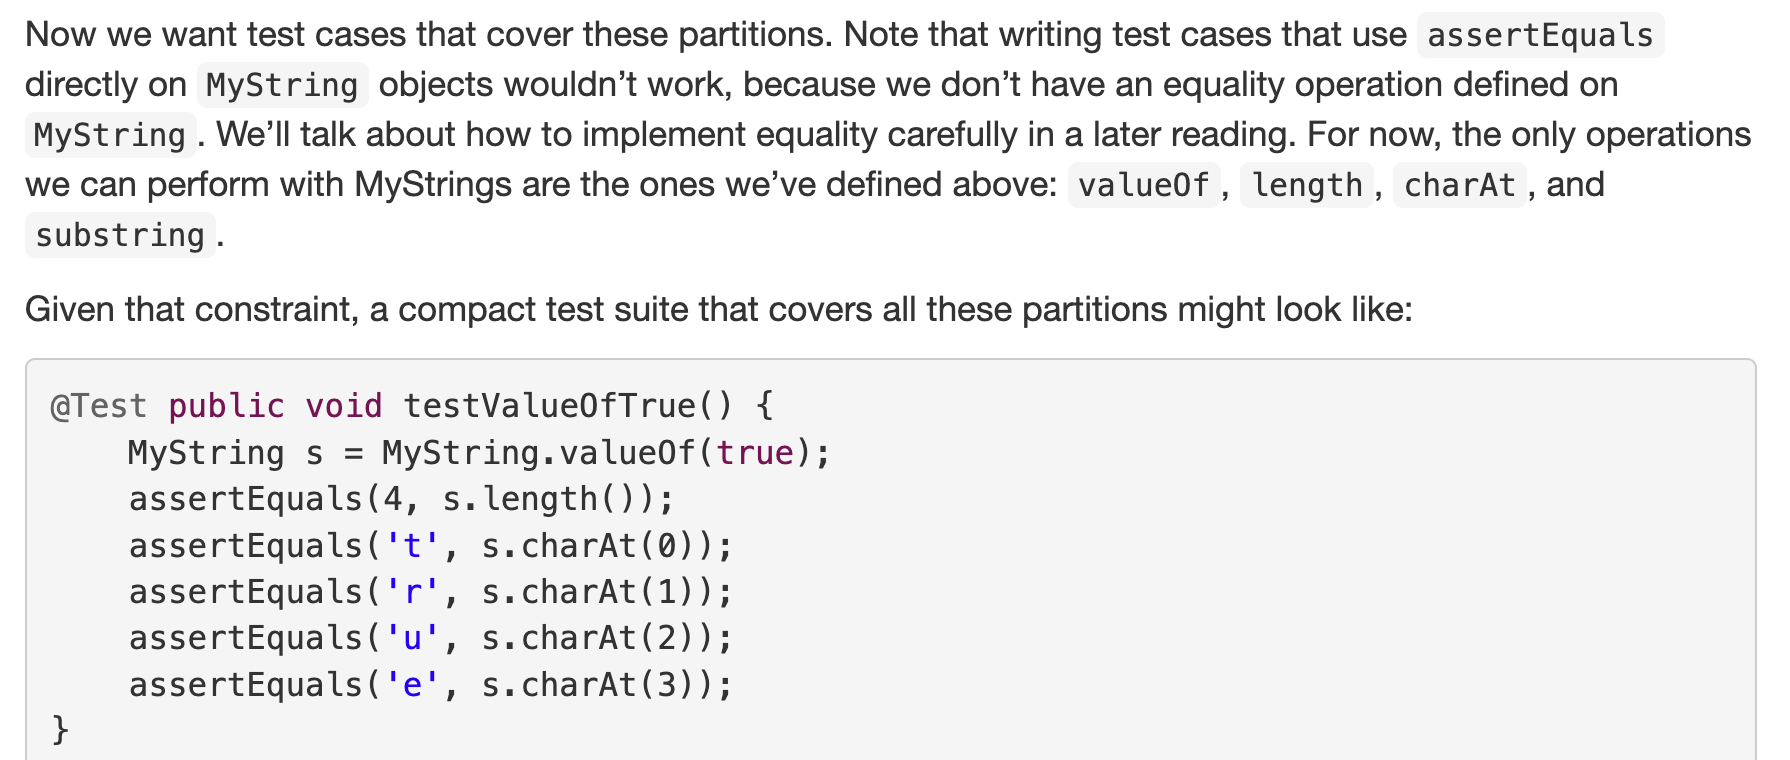 Now we want test cases that cover these partitions. Note that writing test cases that use assertEquals
directly on MyString objects wouldn’t work, because we don’t have an equality operation defined on
MyString . We’ll talk about how to implement equality carefully in a later reading. For now, the only operations
we can perform with MyStrings are the ones we’ve defined above: valueOf , length , charAt , and
substring .
Given that constraint, a compact test suite that covers all these partitions might look like:
@Test public void testValueOfTrue() {
    MyString s = MyString.valueOf(true);
    assertEquals(4, s.length());
    assertEquals('t', s.charAt(0));
    assertEquals('r', s.charAt(1));
    assertEquals('u', s.charAt(2));
    assertEquals('e', s.charAt(3));
}